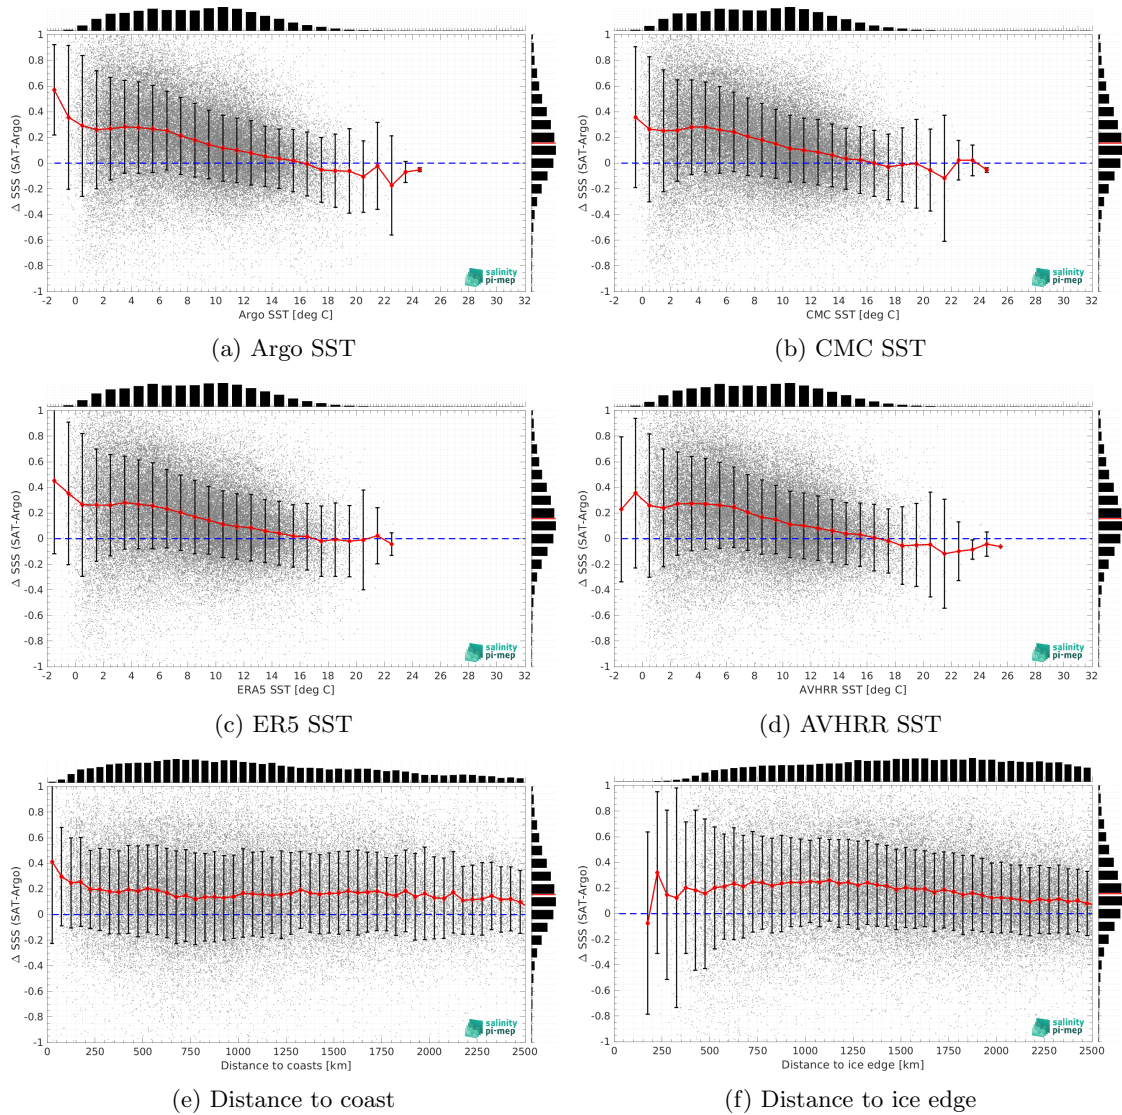 1
0.8
0.6
0.4
0.2
0
-0.2
-0.4
-0.6
-0.8
-1
Δ SSS (SAT-Argo)
salinity
pi-mep
-2 0 2 4 6 8 10 12 14 16 18 20 22 24 26 28 30 32
Argo SST [deg C]
(a) Argo SST
1
0.8
0.6
0.4
0.2
0
-0.2
-0.4
-0.6
-0.8
-1
Δ SSS (SAT-Argo)
salinity
pi-mep
-2 0 2 4 6 8 10 12 14 16 18 20 22 24 26 28 30 32
CMC SST [deg C]
(b) CMC SST
1
0.8
0.6
0.4
0.2
0
-0.2
-0.4
-0.6
-0.8
-1
Δ SSS (SAT-Argo)
salinity
pi-mep
-2 0 2 4 6 8 10 12 14 16 18 20 22 24 26 28 30 32
ERA5 SST [deg C]
(c) ER5 SST
1
0.8
0.6
0.4
0.2
0
-0.2
-0.4
-0.6
-0.8
-1
Δ SSS (SAT-Argo)
salinity
pi-mep
-2 0 2 4 6 8 10 12 14 16 18 20 22 24 26 28 30 32
AVHRR SST [deg C]
(d) AVHRR SST
1
0.8
0.6
0.4
0.2
0
-0.2
-0.4
-0.6
-0.8
-1
Δ SSS (SAT-Argo)
salinity
pi-mep
0 250 500 750 1000 1250 1500 1750 2000 2250 2500
Distance to coasts [km]
(e) Distance to coast
1
0.8
0.6
0.4
0.2
0
-0.2
-0.4
-0.6
-0.8
-1
Δ SSS (SAT-Argo)
salinity
pi-mep
0 250 500 750 1000 1250 1500 1750 2000 2250 2500
Distance to ice edge [km]
(f) Distance to ice edge